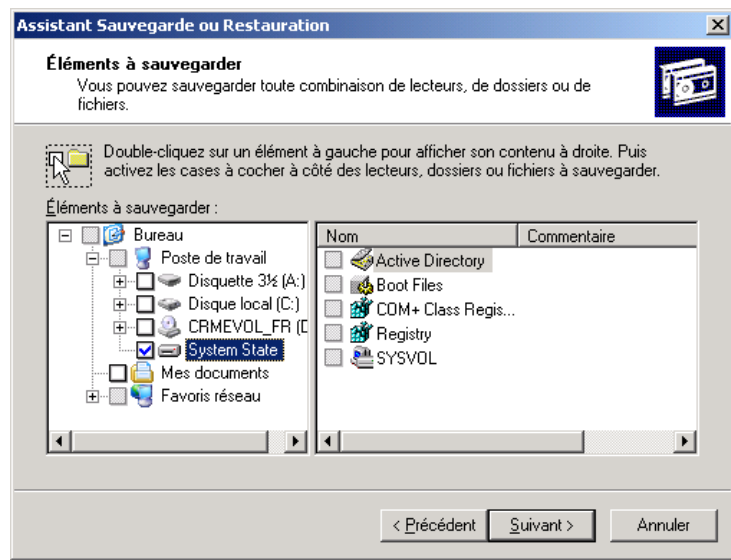 Assistant Sauvegarde ou Restauration
Éléments à sauvegarder
Vous pouvez sauvegarder toute combinaison de lecteurs, de dossiers ou de
fichiers.
Double-cliquez sur un élément à gauche pour afficher son contenu à droite. Puis
activez les cases à cocher à côté des lecteurs, dossiers ou fichiers à sauvegarder.
Éléments à sauvegarder :
Bureau
Poste de travail
Disquette 3½ (A:)
Disque local (C:)
CRMEVOL_FR (D
System State
Mes documents
Favoris réseau
Nom Commentaire
Active Directory
Boot Files
COM+ Class Regis...
Registry
SYSVOL
< Précédent Suivant > Annuler